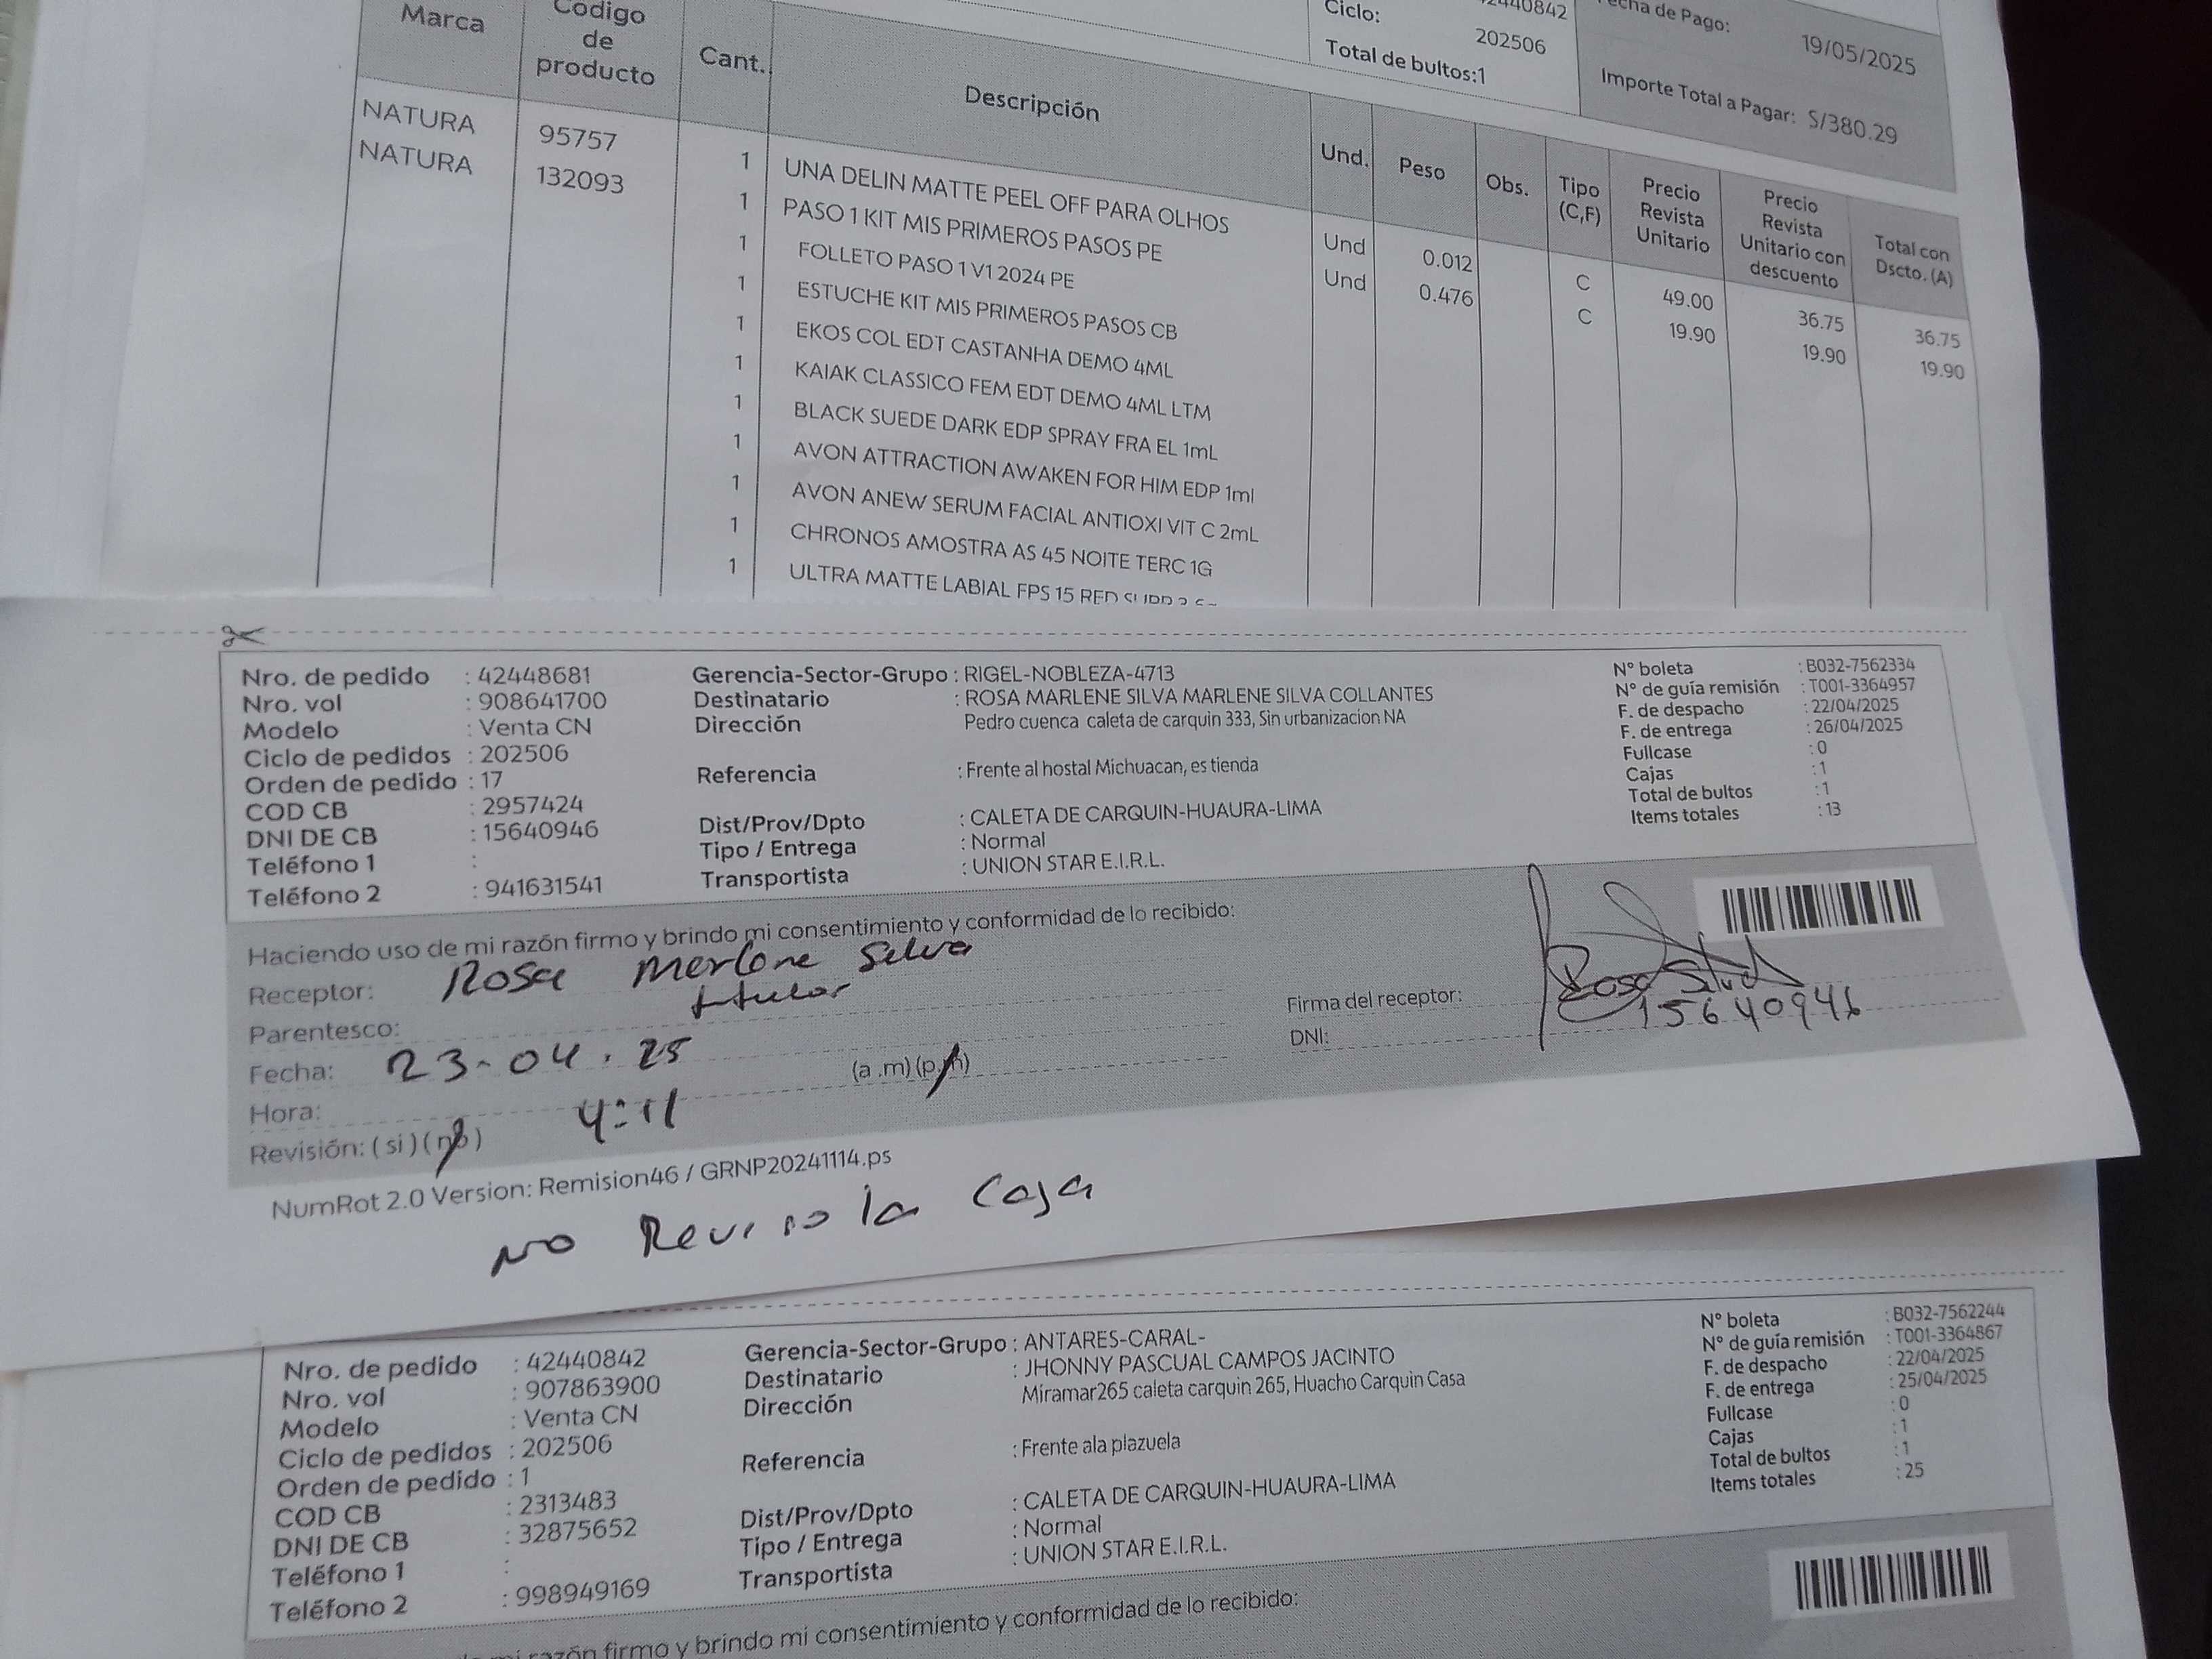 Ciclo: 202506
Total de bultos:1
Fecha de Pago: 19/05/2025
Importe Total a Pagar: S/380.29
Marca Código de producto Cant. Descripción Und. Peso Obs. Tipo (C,F) Precio Revista Unitario Precio Revista Unitario con descuento Total con Dscto. (A)
NATURA 95757 1 UNA DELIN MATTE PEEL OFF PARA OLHOS Und 0.012 C 49.00 36.75 36.75
NATURA 132093 1 PASO 1 KIT MIS PRIMEROS PASOS PE Und 0.476 C 19.90 19.90 19.90
1 FOLLETO PASO 1 V1 2024 PE
1 ESTUCHE KIT MIS PRIMEROS PASOS CB
1 EKOS COL EDT CASTANHA DEMO 4ML
1 KAIAK CLASSICO FEM EDT DEMO 4ML LTM
1 BLACK SUEDE DARK EDP SPRAY FRA EL 1mL
1 AVON ATTRACTION AWAKEN FOR HIM EDP 1ml
1 AVON ANEW SERUM FACIAL ANTIOXI VIT C 2mL
1 CHRONOS AMOSTRA AS 45 NOITE TERC 1G
1 ULTRA MATTE LABIAL FPS 15 RED
Nro. de pedido : 42448681
Nro. vol : 908641700
Modelo : Venta CN
Ciclo de pedidos : 202506
Orden de pedido : 17
COD CB : 2957424
DNI DE CB : 15640946
Teléfono 1 :
Teléfono 2 : 941631541
Gerencia-Sector-Grupo : RIGEL-NOBLEZA-4713
Destinatario : ROSA MARLENE SILVA MARLENE SILVA COLLANTES
Dirección Pedro cuenca caleta de carquin 333, Sin urbanizacion NA
Referencia : Frente al hostal Michuacan, es tienda
Dist/Prov/Dpto : CALETA DE CARQUIN-HUAURA-LIMA
Tipo / Entrega : Normal
Transportista : UNION STAR E.I.R.L.
N° boleta : B032-7562334
N° de guía remisión : T001-3364957
F. de despacho : 22/04/2025
F. de entrega : 26/04/2025
Fullcase : 0
Cajas : 1
Total de bultos : 1
Items totales : 13
Haciendo uso de mi razón firmo y brindo mi consentimiento y conformidad de lo recibido:
Receptor: Rosa Merlone Selva
Parentesco: titular
Fecha: 23-04.25
Hora: 4:11 (a.m)(p.m)
Revisión: (si) (no)
Firma del receptor: Rosa Silva
DNI: 15640946
NumRot 2.0 Version: Remision46 / GRNP20241114.ps
NO Reviso la Caja
Nro. de pedido : 42440842
Nro. vol : 907863900
Modelo : Venta CN
Ciclo de pedidos : 202506
Orden de pedido : 1
COD CB : 2313483
DNI DE CB : 32875652
Teléfono 1 :
Teléfono 2 : 998949169
Gerencia-Sector-Grupo : ANTARES-CARAL-
Destinatario : JHONNY PASCUAL CAMPOS JACINTO
Dirección Miramar265 caleta carquin 265, Huacho Carquin Casa
Referencia : Frente ala plazuela
Dist/Prov/Dpto : CALETA DE CARQUIN-HUAURA-LIMA
Tipo / Entrega : Normal
Transportista : UNION STAR E.I.R.L.
N° boleta : B032-7562244
N° de guía remisión : T001-3364867
F. de despacho : 22/04/2025
F. de entrega : 25/04/2025
Fullcase : 0
Cajas : 1
Total de bultos : 1
Items totales : 25
mi razón firmo y brindo mi consentimiento y conformidad de lo recibido: